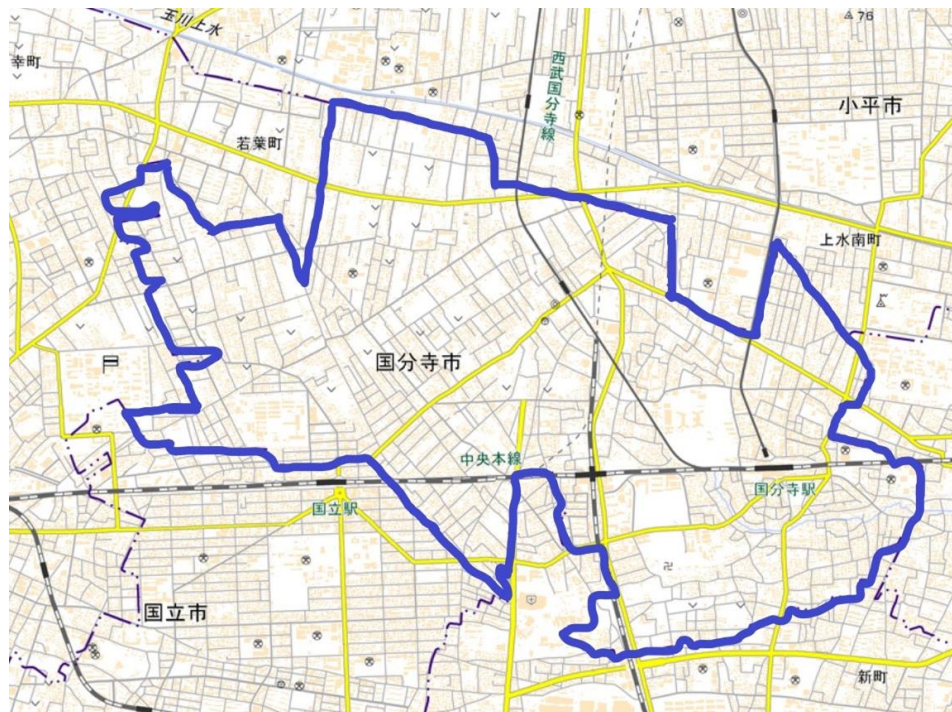 玉川上水
76
幸町
西武国分寺線
小平市
若葉町
上水南町
国分寺市
中央本線
国分寺駅
国立駅
国立市
新町